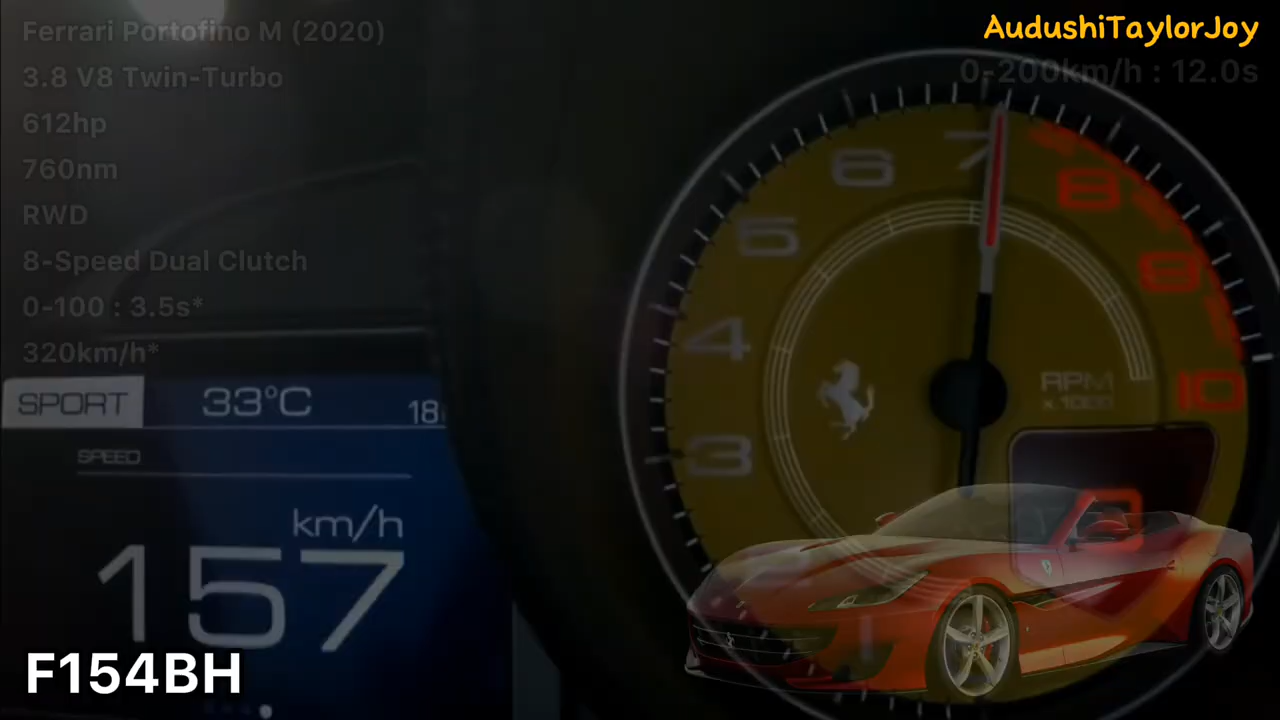 Ferrari Portofino M (2020)
3.8 V8 Twin-Turbo
612hp
760nm
RWD
8-Speed Dual Clutch
0-100 : 3.5s*
320km/h*
AudushiTaylorJoy
0-200km/h : 12.0s
SPORT
33°C
18
SPEED
km/h
157
F154BH
3
4
5
6
7
8
9
10
RPM
x 1000